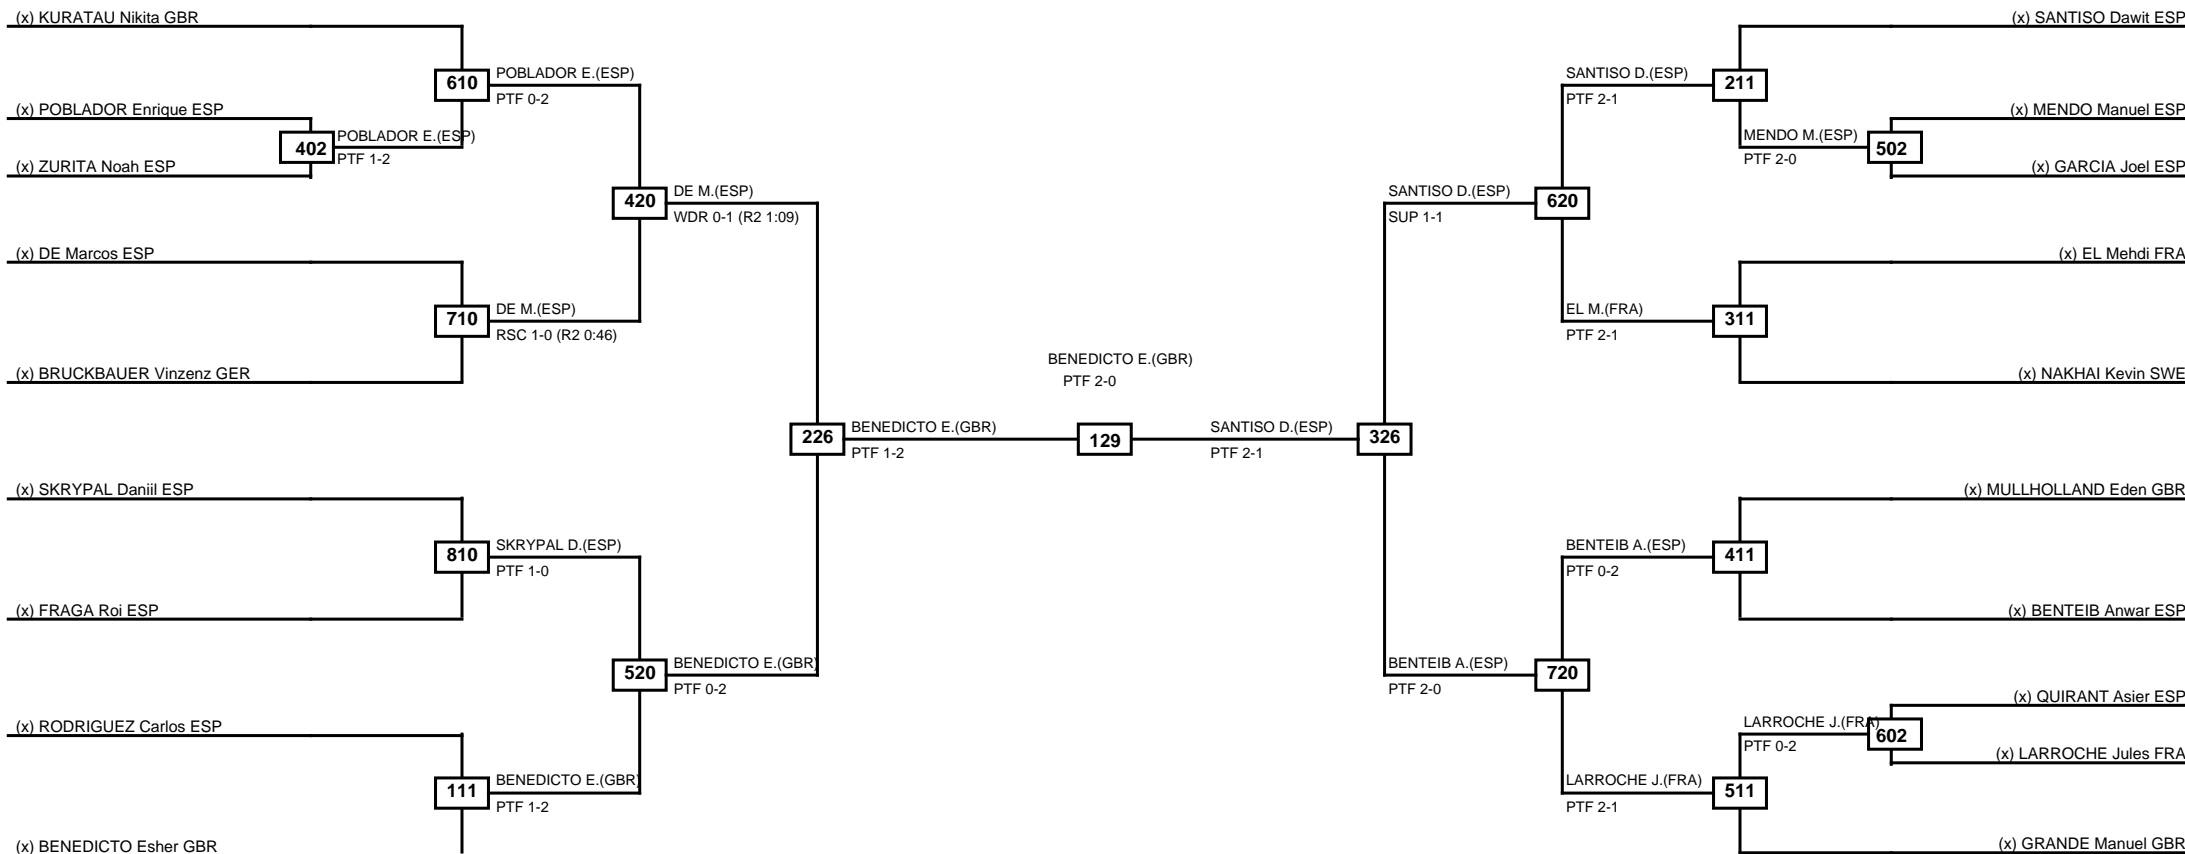 (x) KURATAU Nikita GBR
(x) POBLADOR Enrique ESP
(x) ZURITA Noah ESP
(x) DE Marcos ESP
(x) BRUCKBAUER Vinzenz GER
(x) SKRYPAL Daniil ESP
(x) FRAGA Roi ESP
(x) RODRIGUEZ Carlos ESP
(x) BENEDICTO Esher GBR
402
POBLADOR E.(ESP)
PTF 1-2
610
POBLADOR E.(ESP)
PTF 0-2
710
DE M.(ESP)
RSC 1-0 (R2 0:46)
810
SKRYPAL D.(ESP)
PTF 1-0
111
BENEDICTO E.(GBR)
PTF 1-2
420
DE M.(ESP)
WDR 0-1 (R2 1:09)
520
BENEDICTO E.(GBR)
PTF 0-2
226
BENEDICTO E.(GBR)
PTF 1-2
BENEDICTO E.(GBR)
PTF 2-0
129
SANTISO D.(ESP)
PTF 2-1
326
SANTISO D.(ESP)
SUP 1-1
620
BENTEIB A.(ESP)
PTF 2-0
720
SANTISO D.(ESP)
PTF 2-1
211
EL M.(FRA)
PTF 2-1
311
BENTEIB A.(ESP)
PTF 0-2
411
LARROCHE J.(FRA)
PTF 2-1
511
MENDO M.(ESP)
PTF 2-0
502
LARROCHE J.(FRA)
PTF 0-2
602
(x) SANTISO Dawit ESP
(x) MENDO Manuel ESP
(x) GARCIA Joel ESP
(x) EL Mehdi FRA
(x) NAKHAI Kevin SWE
(x) MULLHOLLAND Eden GBR
(x) BENTEIB Anwar ESP
(x) QUIRANT Asier ESP
(x) LARROCHE Jules FRA
(x) GRANDE Manuel GBR